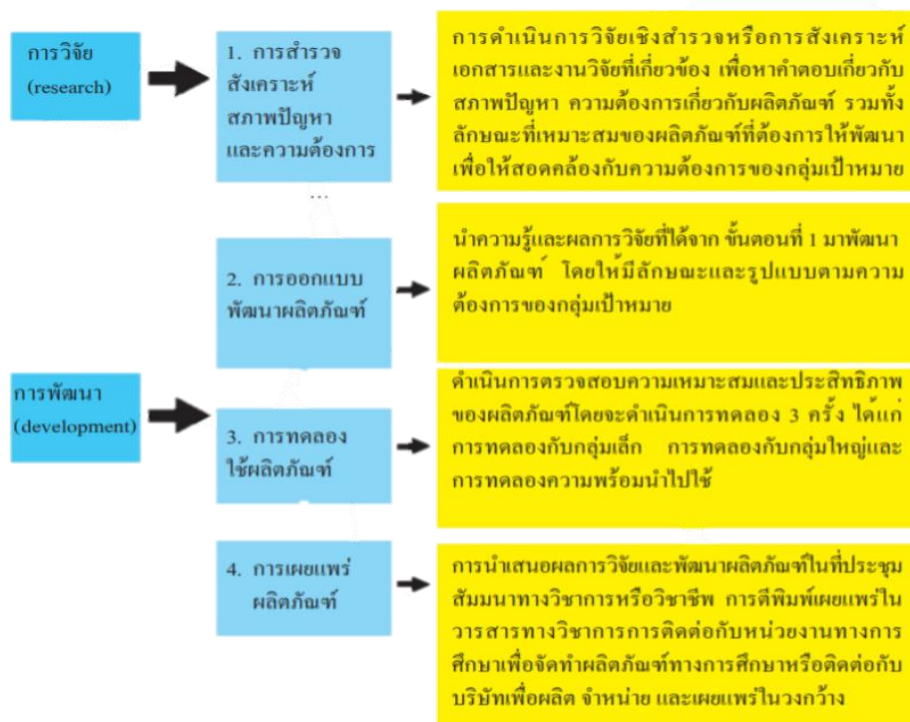 การวิจัย
(research)
1. การสำรวจ
สังเคราะห์
สภาพปัญหา
และความต้องการ
...
การดำเนินการวิจัยเชิงสำรวจหรือการสังเคราะห์
เอกสารและงานวิจัยที่เกี่ยวข้อง เพื่อหาคำตอบเกี่ยวกับ
สภาพปัญหา ความต้องการเกี่ยวกับผลิตภัณฑ์ รวมทั้ง
ลักษณะที่เหมาะสมของผลิตภัณฑ์ที่ต้องการให้พัฒนา
เพื่อให้สอดคล้องกับความต้องการของกลุ่มเป้าหมาย
2. การออกแบบ
พัฒนาผลิตภัณฑ์
นำความรู้และผลการวิจัยที่ได้จาก ขั้นตอนที่ 1 มาพัฒนา
ผลิตภัณฑ์ โดยให้มีลักษณะและรูปแบบตามความ
ต้องการของกลุ่มเป้าหมาย
การพัฒนา
(development)
3. การทดลอง
ใช้ผลิตภัณฑ์
ดำเนินการตรวจสอบความเหมาะสมและประสิทธิภาพ
ของผลิตภัณฑ์โดยจะดำเนินการทดลอง 3 ครั้ง ได้แก่
การทดลองกับกลุ่มเล็ก การทดลองกับกลุ่มใหญ่และ
การทดลองความพร้อมนำไปใช้
4. การเผยแพร่
ผลิตภัณฑ์
การนำเสนอผลการวิจัยและพัฒนาผลิตภัณฑ์ในที่ประชุม
สัมมนาทางวิชาการหรือวิชาชีพ การตีพิมพ์เผยแพร่ใน
วารสารทางวิชาการการติดต่อกับหน่วยงานทางการ
ศึกษาเพื่อจัดทำผลิตภัณฑ์ทางการศึกษาหรือติดต่อกับ
บริษัทเพื่อผลิต จำหน่าย และเผยแพร่ในวงกว้าง